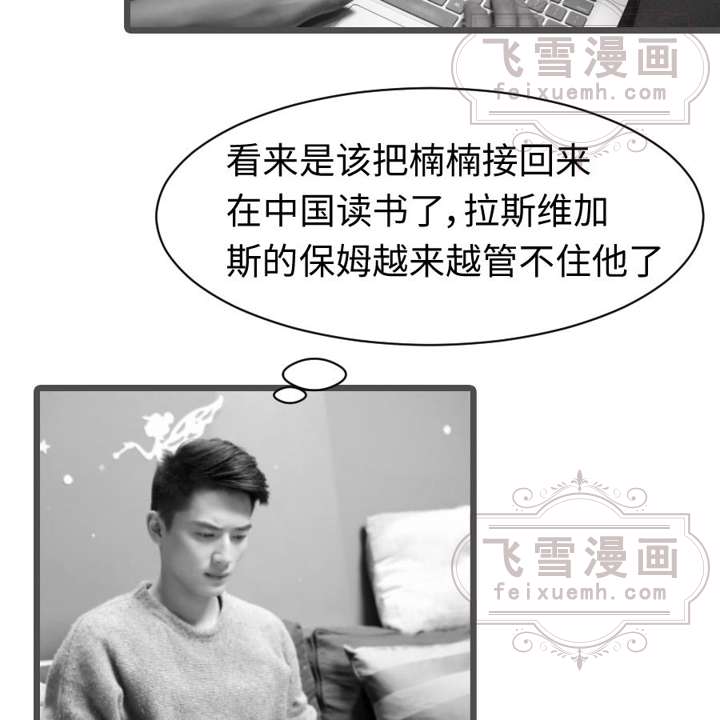 飞雪漫画
feixuemh.com
看来是该把楠楠接回来
在中国读书了，拉斯维加
斯的保姆越来越管不住他了
飞雪漫画
feixuemh.com